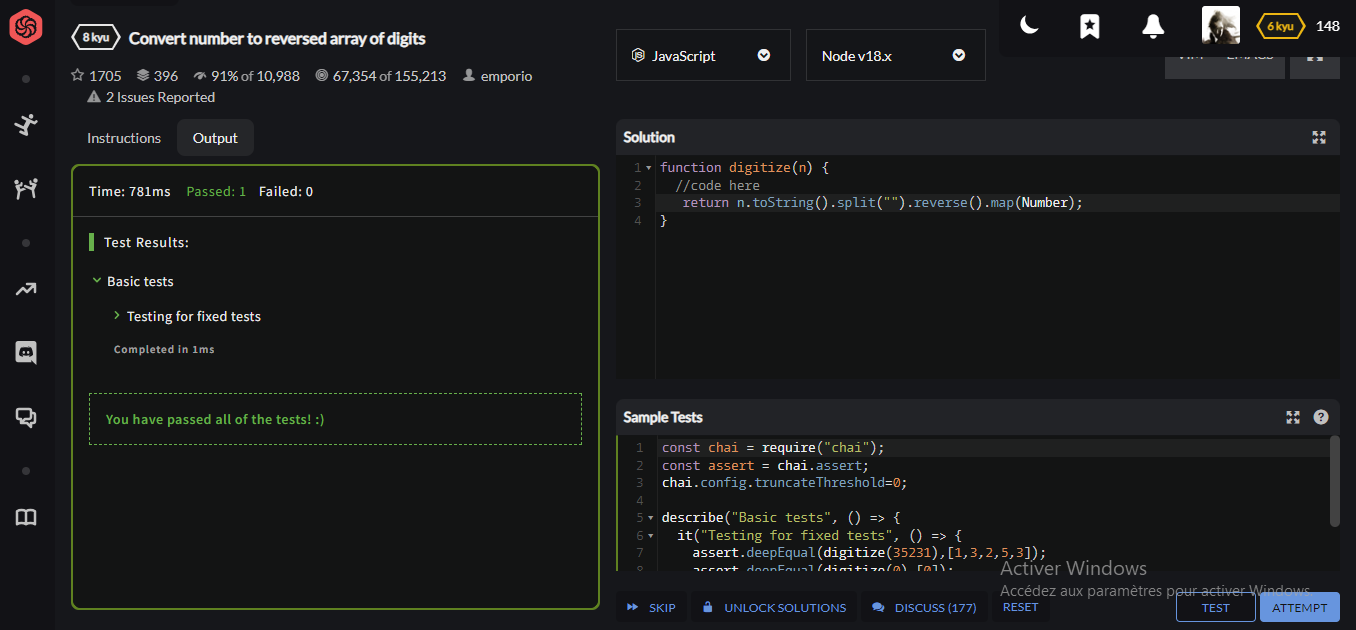 8 kyu Convert number to reversed array of digits
1705 396 91% of 10,988 67,354 of 155,213 emporio
2 Issues Reported
Instructions Output
Time: 781ms Passed: 1 Failed: 0
Test Results:
Basic tests
Testing for fixed tests
Completed in 1ms
You have passed all of the tests! :)
JavaScript
Node v18.x
6 kyu 148
VIM EMACS
Solution
1 function digitize(n) {
2 //code here
3 return n.toString().split("").reverse().map(Number);
4 }
Sample Tests
?
1 const chai = require("chai");
2 const assert = chai.assert;
3 chai.config.truncateThreshold=0;
4
5 describe("Basic tests", () => {
6 it("Testing for fixed tests", () => {
7 assert.deepEqual(digitize(35231),[1,3,2,5,3]);
8 assert.deepEqual(digitize(0),[0]);
Activer Windows
Accédez aux paramètres pour activer Windows.
SKIP UNLOCK SOLUTIONS DISCUSS (177) RESET TEST ATTEMPT